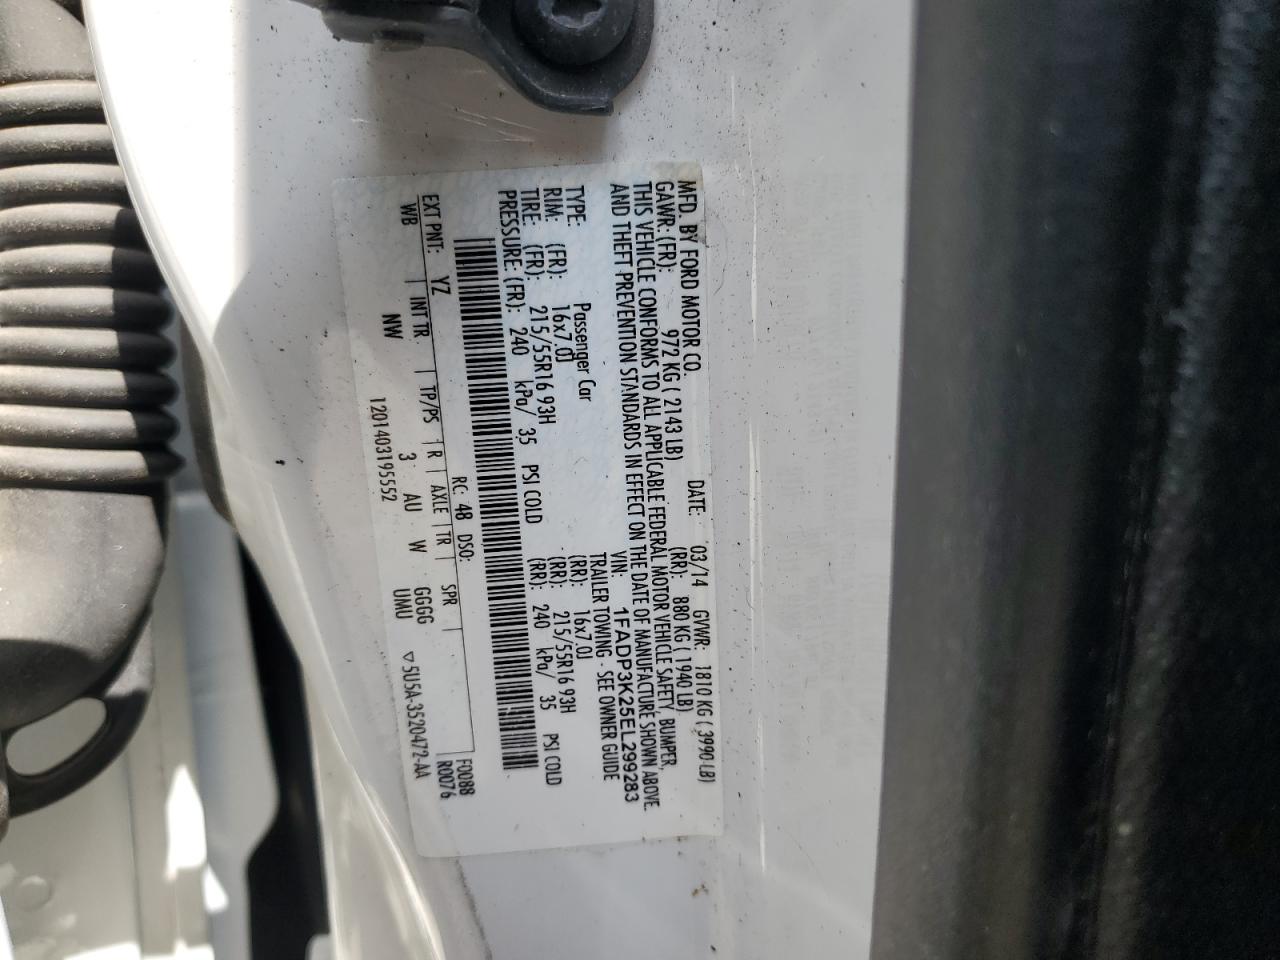 MFD. BY FORD MOTOR CO. DATE: 03/14 GVWR: 1810 KG ( 3990 LB)
GAWR: (FR): 972 KG ( 2143 LB) (RR): 880 KG ( 1940 LB)
THIS VEHICLE CONFORMS TO ALL APPLICABLE FEDERAL MOTOR VEHICLE SAFETY, BUMPER,
AND THEFT PREVENTION STANDARDS IN EFFECT ON THE DATE OF MANUFACTURE SHOWN ABOVE.
VIN: 1FADP3K25EL299283
TYPE: Passenger Car TRAILER TOWING - SEE OWNER GUIDE
RIM: (FR): 16x7.0J (RR): 16x7.0J
TIRE: (FR): 215/55R16 93H (RR): 215/55R16 93H
PRESSURE: (FR): 240 kPa/ 35 PSI COLD (RR): 240 kPa/ 35 PSI COLD
EXT PNT: YZ RC: 48 DSO: F0088
WB INT TR TP/PS R AXLE TR SPR R0076
NW 3 AU W GGGG
1201403195552 UMU ▽5U5A-3520472-AA